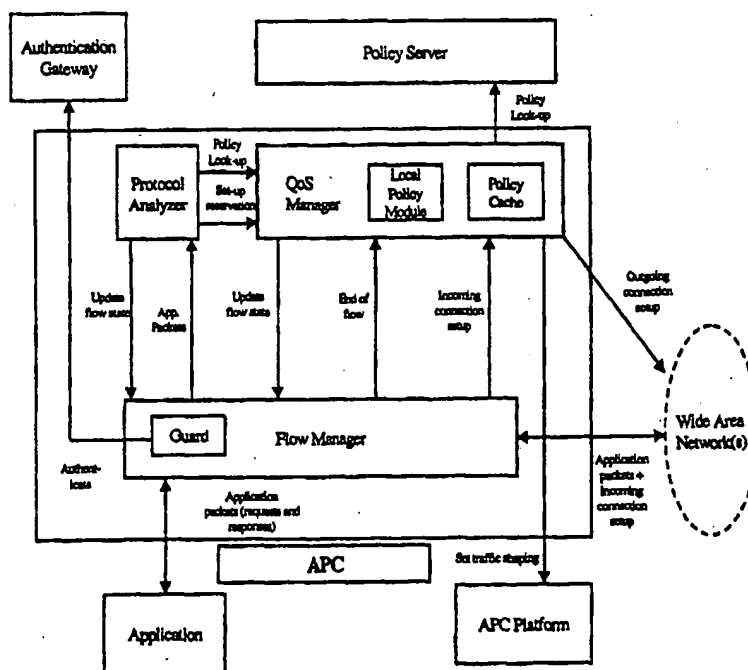 Authentication
Gateway
Policy Server
Policy
Look-up
Protocol
Analyzer
Policy
Look-up
Set-up
reservation
QoS
Manager
Local
Policy
Module
Policy
Cache
Update
flow state
App.
Packets
Update
flow state
End of
flow
Incoming
connection
setup
Outgoing
connection
setup
Guard
Flow Manager
Wide Area
Network(s)
Authent-
icate
Application
packets (requests and
responses)
Application
packets +
Incoming
connection
setup
APC
Set traffic shaping
Application
APC Platform